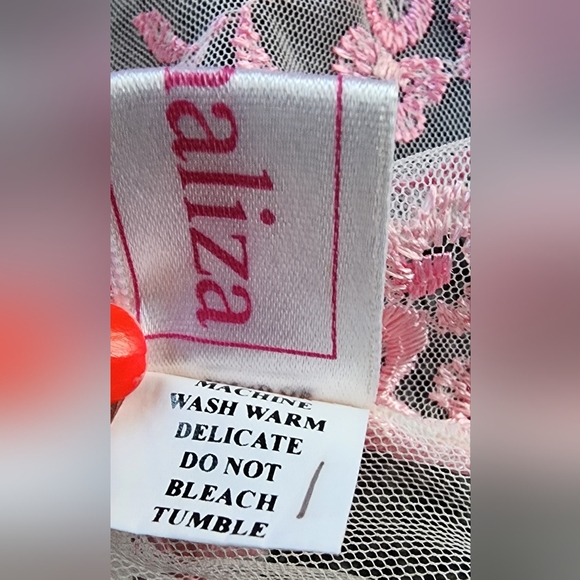 aliza
MACHINE
WASH WARM
DELICATE
DO NOT
BLEACH
TUMBLE